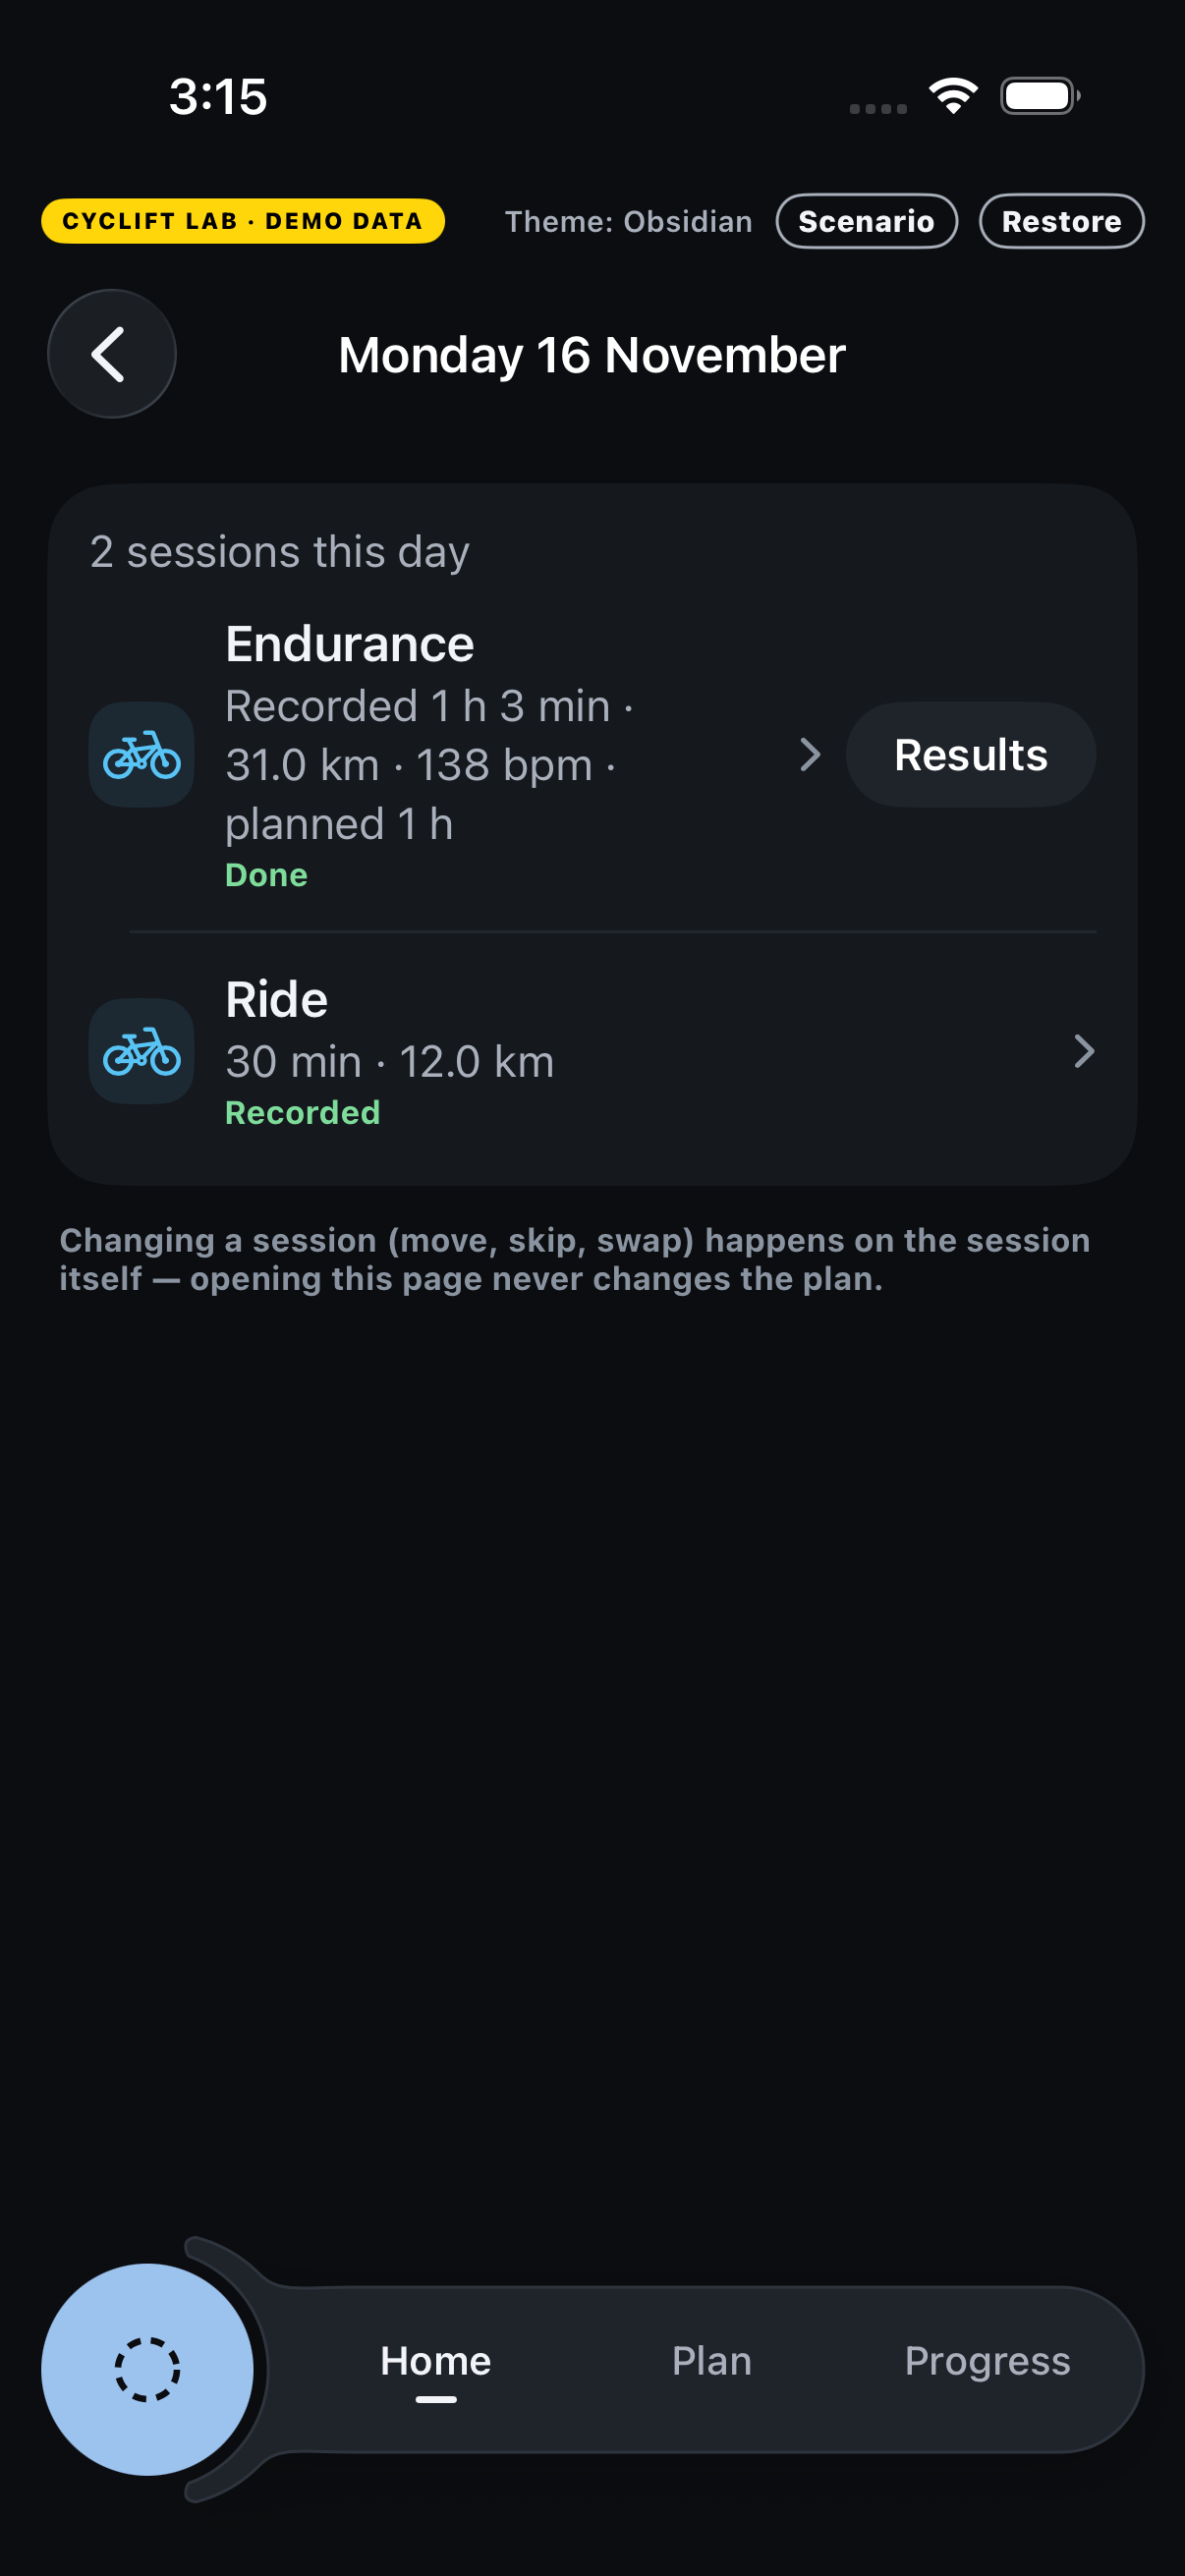 3:15
CYCLIFT LAB · DEMO DATA Theme: Obsidian Scenario Restore
Monday 16 November
2 sessions this day
Endurance
Recorded 1 h 3 min ·
31.0 km · 138 bpm ·
planned 1 h
Done
Results
Ride
30 min · 12.0 km
Recorded
Changing a session (move, skip, swap) happens on the session
itself — opening this page never changes the plan.
Home Plan Progress